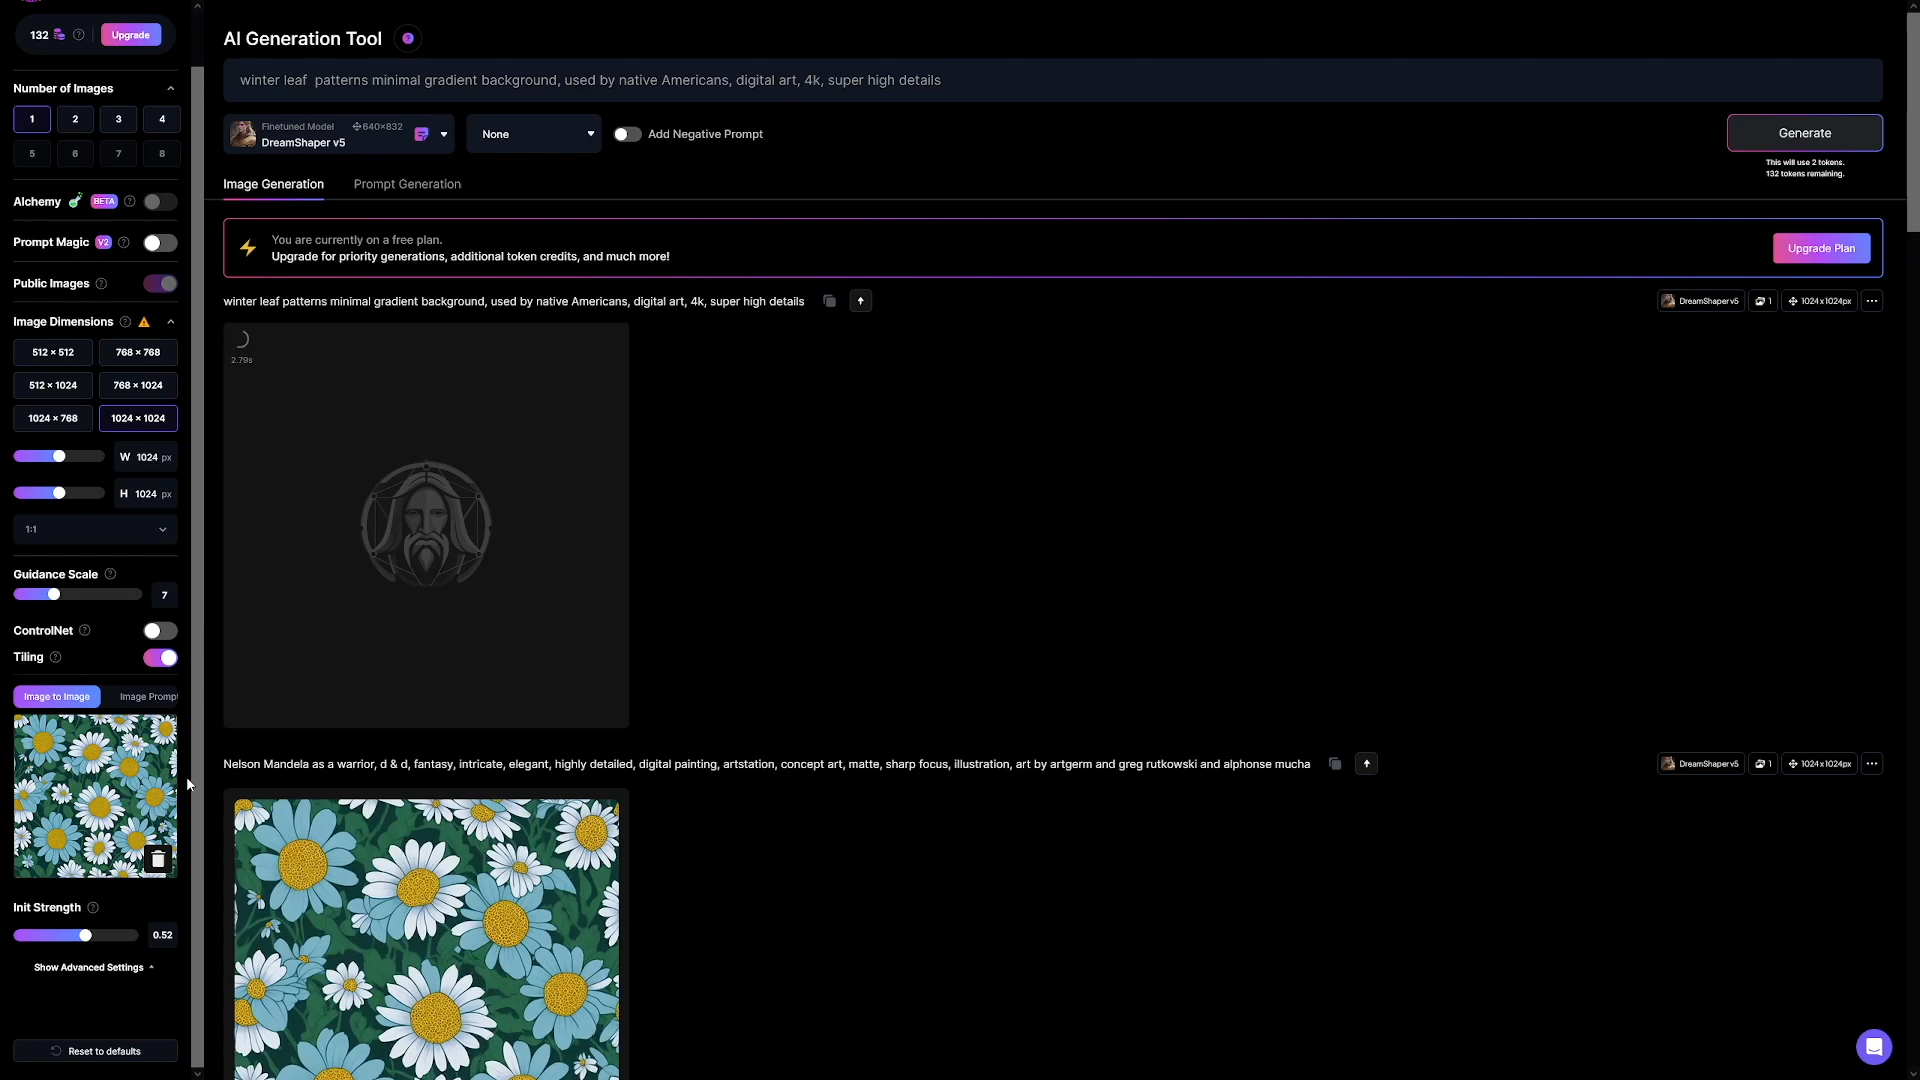 132
Upgrade
Number of Images
1 2 3 4
5 6 7 8
Alchemy BETA
Prompt Magic V2
Public Images
Image Dimensions
512 × 512 768 × 768
512 × 1024 768 × 1024
1024 × 768 1024 × 1024
W 1024 px
H 1024 px
1:1
Guidance Scale
7
ControlNet
Tiling
Image to Image Image Prompt
Init Strength
0.52
Show Advanced Settings
Reset to defaults
AI Generation Tool
winter leaf  patterns minimal gradient background, used by native Americans, digital art, 4k, super high details
Finetuned Model 640×832
DreamShaper v5
None
Add Negative Prompt
Generate
This will use 2 tokens.
132 tokens remaining.
Image Generation Prompt Generation
You are currently on a free plan.
Upgrade for priority generations, additional token credits, and much more!
Upgrade Plan
winter leaf patterns minimal gradient background, used by native Americans, digital art, 4k, super high details
DreamShaper v5 1 1024x1024px
2.79s
Nelson Mandela as a warrior, d & d, fantasy, intricate, elegant, highly detailed, digital painting, artstation, concept art, matte, sharp focus, illustration, art by artgerm and greg rutkowski and alphonse mucha
DreamShaper v5 1 1024x1024px